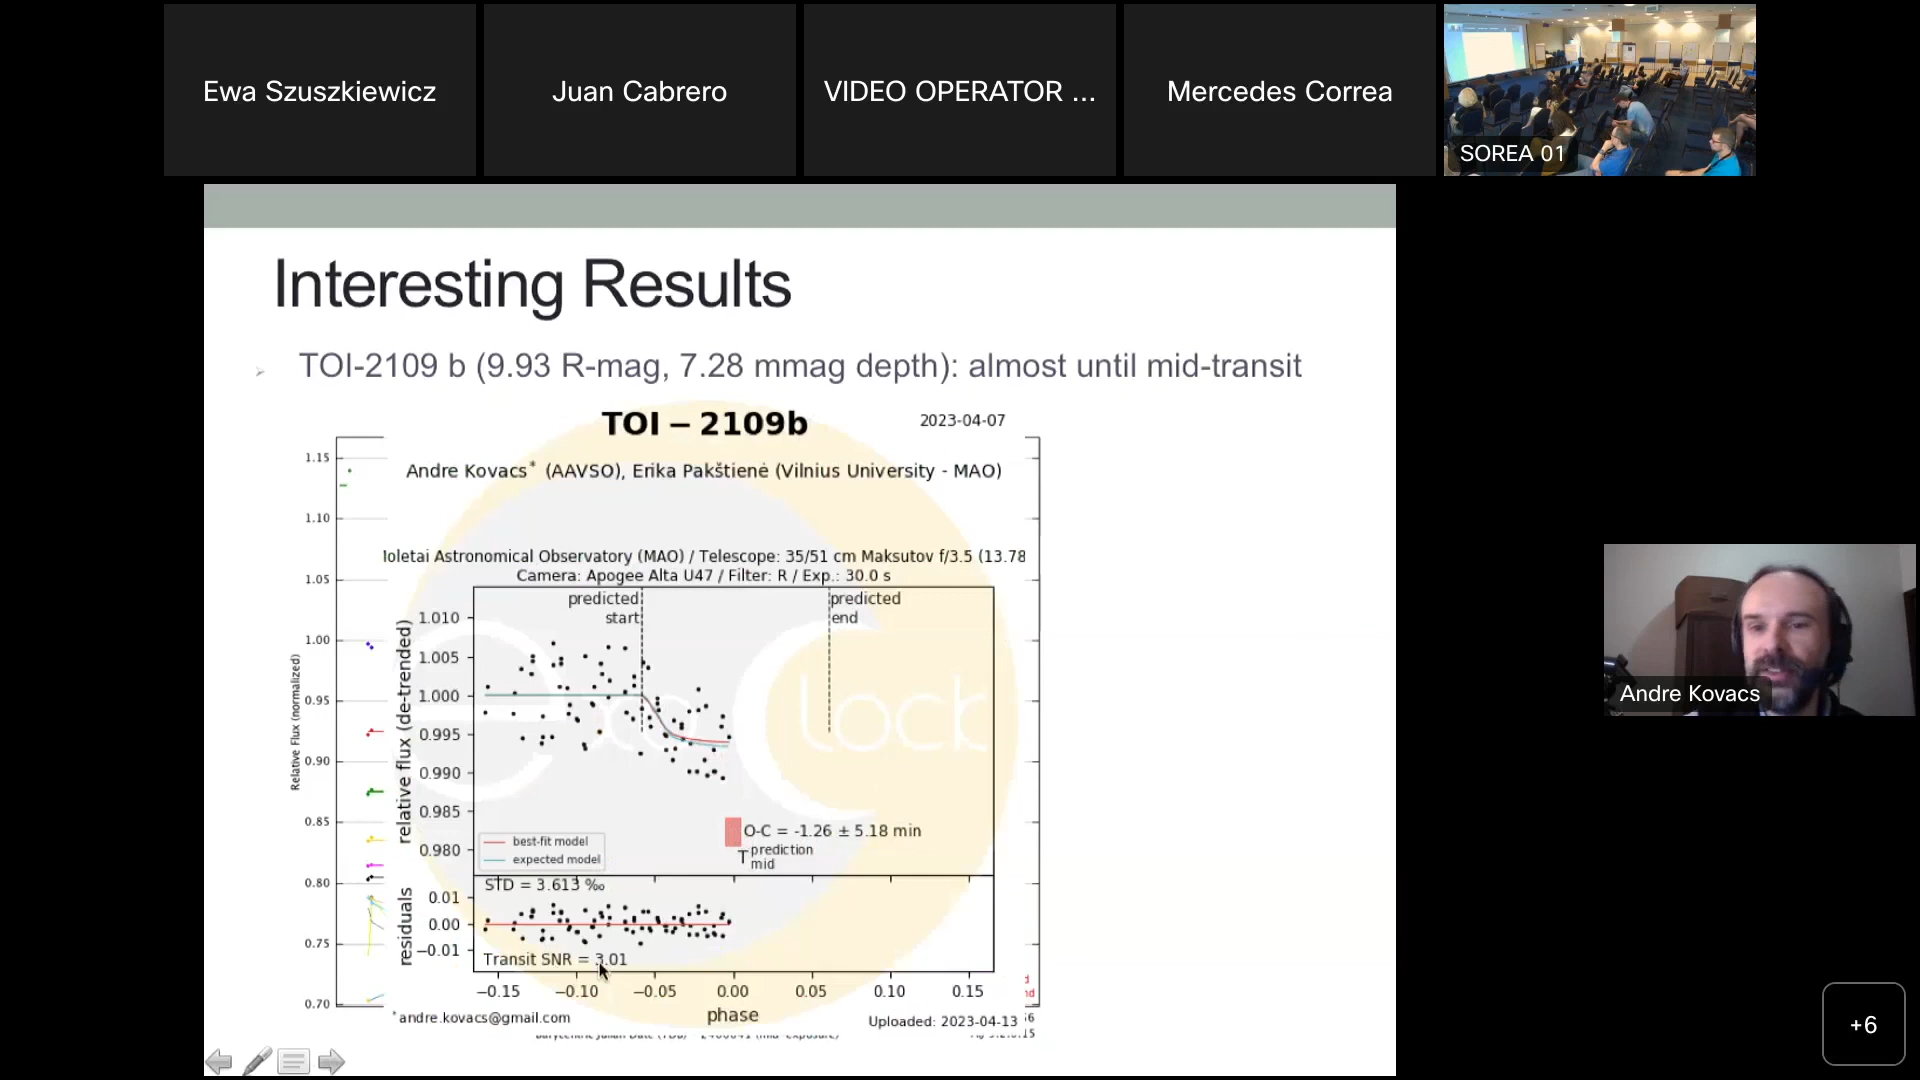 Ewa Szuszkiewicz
Juan Cabrero
VIDEO OPERATOR ...
Mercedes Correa
SOREA 01
Interesting Results
TOI-2109 b (9.93 R-mag, 7.28 mmag depth): almost until mid-transit
TOI – 2109b
2023-04-07
Andre Kovacs* (AAVSO), Erika Pakštienė (Vilnius University - MAO)
loletai Astronomical Observatory (MAO) / Telescope: 35/51 cm Maksutov f/3.5 (13.78
Camera: Apogee Alta U47 / Filter: R / Exp.: 30.0 s
predicted start
predicted end
1.15
1.10
1.05
1.00
0.95
0.90
0.85
0.80
0.75
0.70
Relative Flux (normalized)
relative flux (de-trended)
1.010
1.005
1.000
0.995
0.990
0.985
0.980
exoClock
O-C = -1.26 ± 5.18 min
T prediction mid
best-fit model
expected model
STD = 3.613 ‰
residuals
0.01
0.00
−0.01
Transit SNR = 3.01
−0.15 −0.10 −0.05 0.00 0.05 0.10 0.15
phase
*andre.kovacs@gmail.com
Uploaded: 2023-04-13
Andre Kovacs
+6